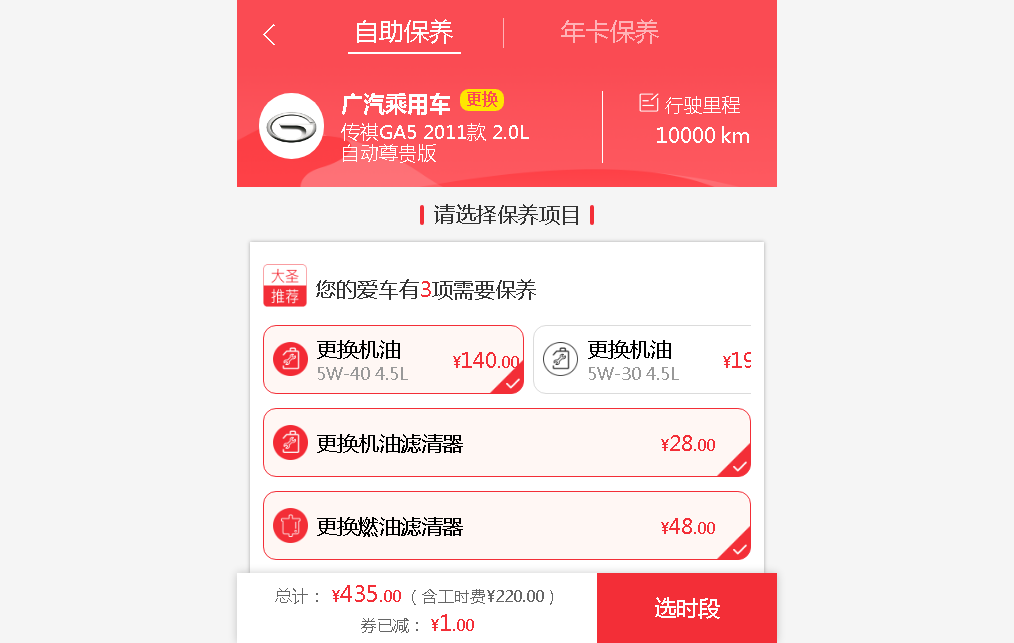 自助保养
年卡保养
广汽乘用车 更换
传祺GA5 2011款 2.0L
自动尊贵版
行驶里程
10000 km
请选择保养项目
大圣
推荐
您的爱车有3项需要保养
更换机油
5W-40 4.5L
¥140.00
更换机油
5W-30 4.5L
¥19
更换机油滤清器 ¥28.00
更换燃油滤清器 ¥48.00
总计： ¥435.00 ( 含工时费¥220.00 )
券已减： ¥1.00
选时段